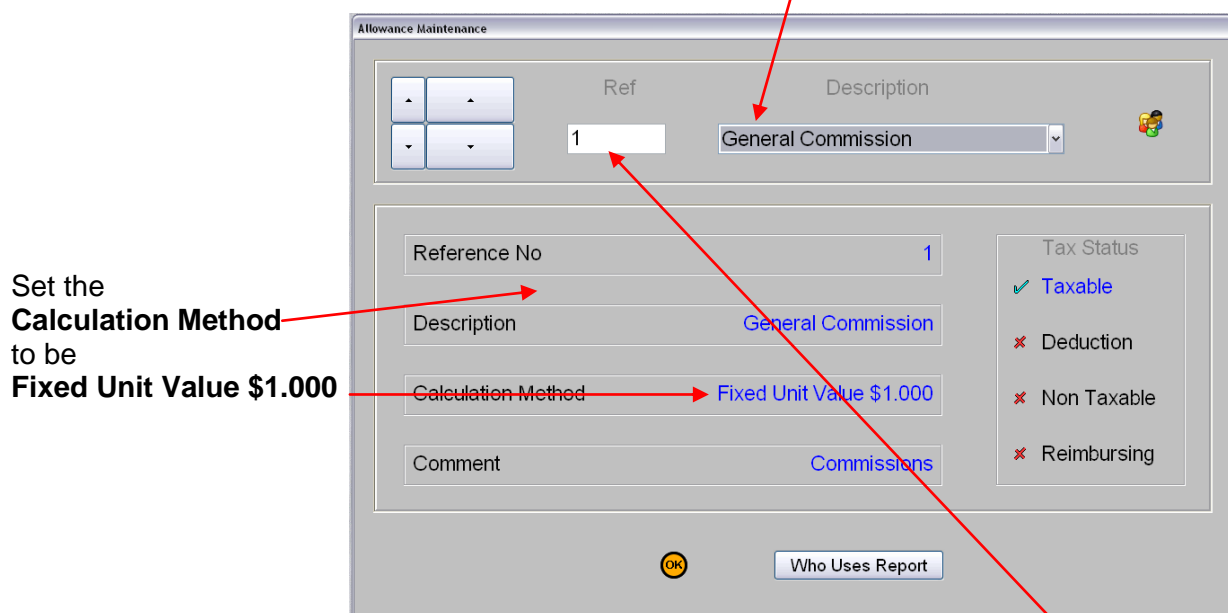 Allowance Maintenance
Ref Description
1 General Commission
Reference No 1
Tax Status
Taxable
Set the
Calculation Method
to be
Fixed Unit Value $1.000
Description General Commission
Deduction
Calculation Method Fixed Unit Value $1.000
Non Taxable
Comment Commissions
Reimbursing
OK Who Uses Report